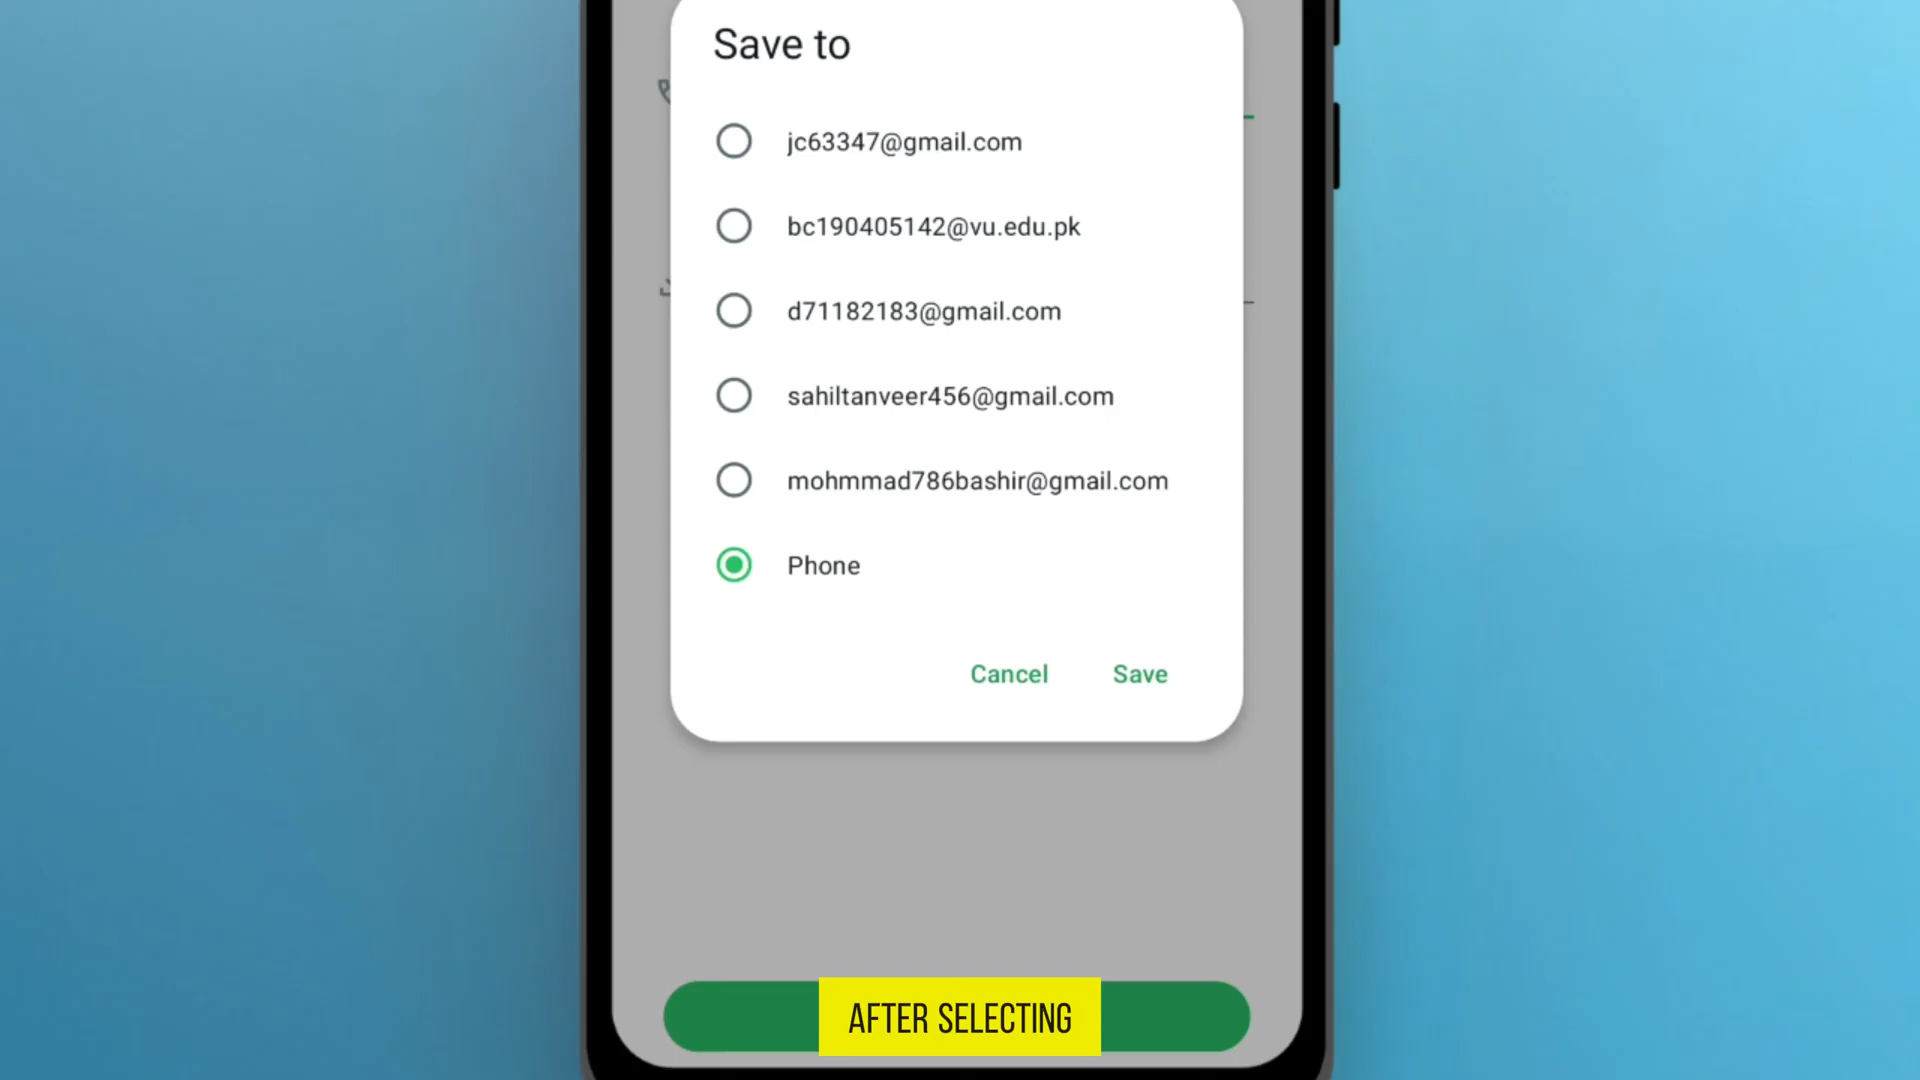 Save to
jc63347@gmail.com
bc190405142@vu.edu.pk
d71182183@gmail.com
sahiltanveer456@gmail.com
mohmmad786bashir@gmail.com
Phone
Cancel Save
AFTER SELECTING